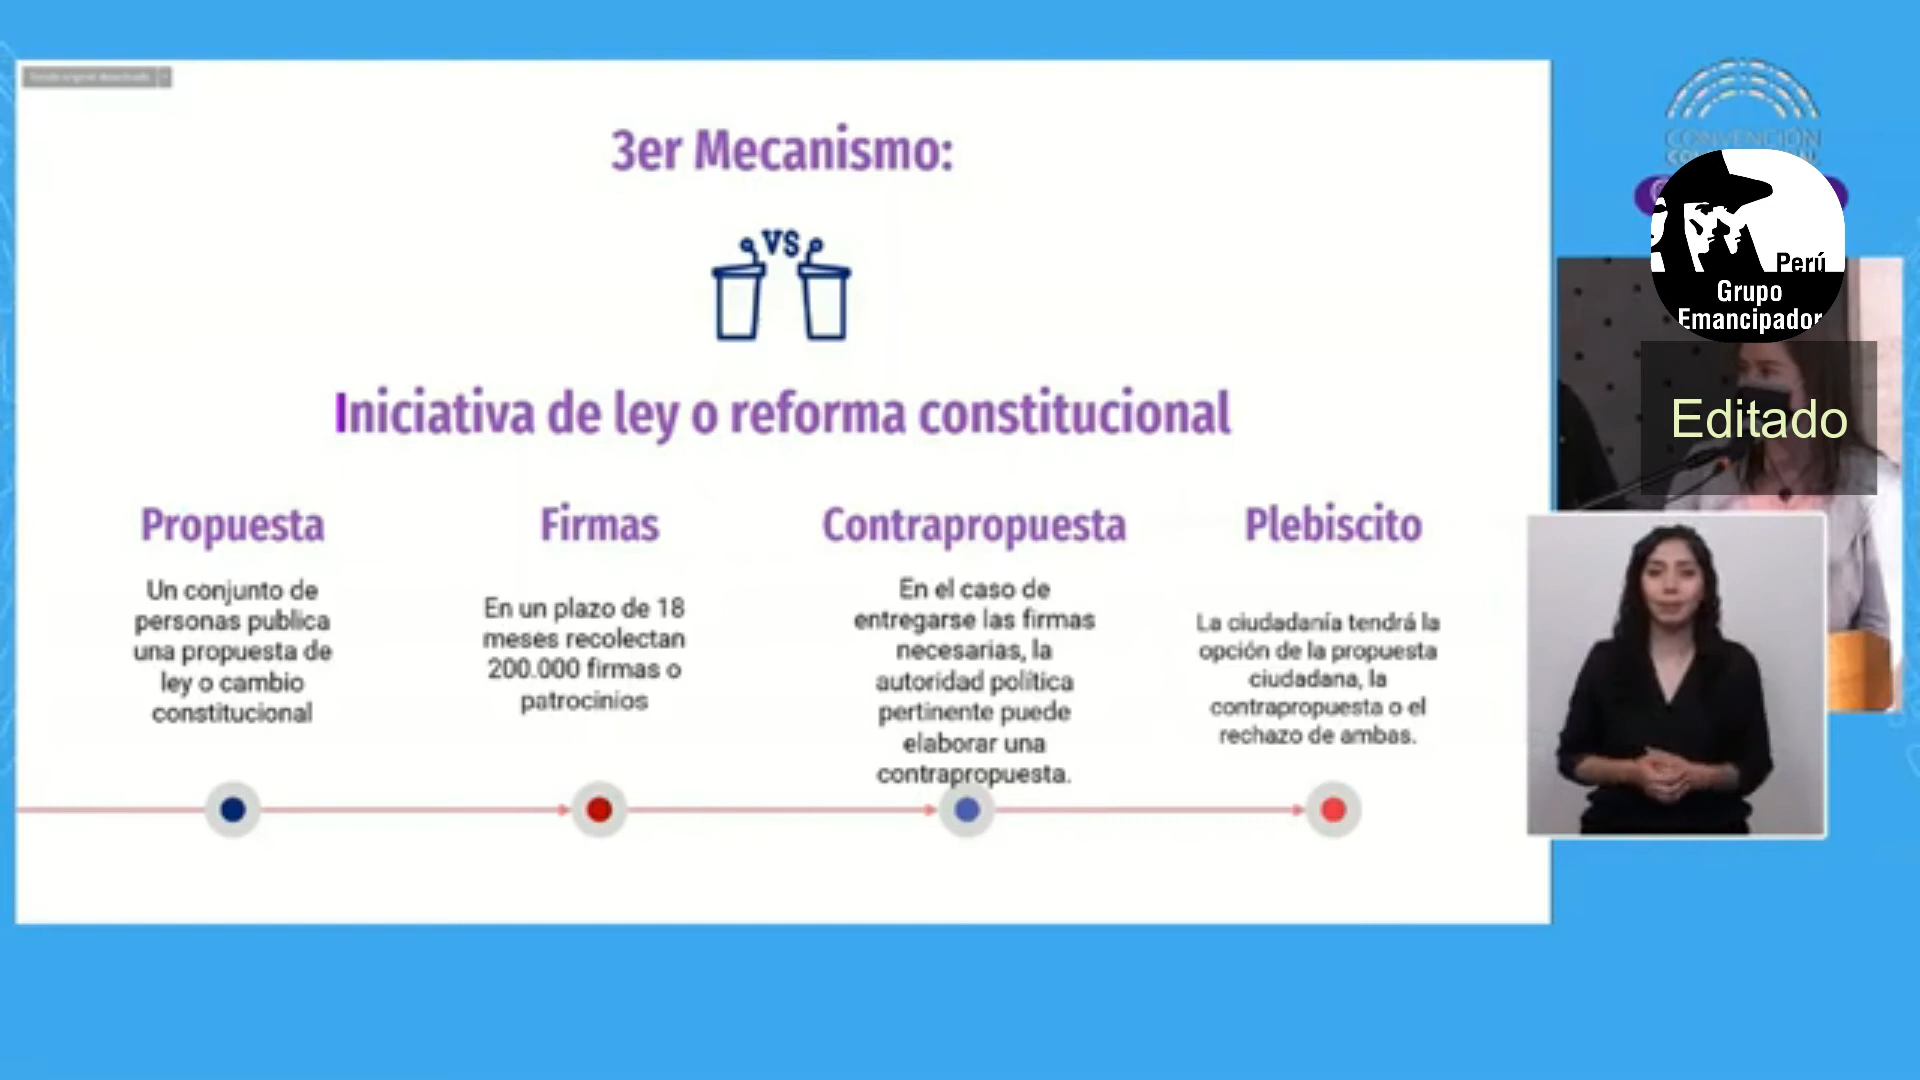 3er Mecanismo:
VS
Iniciativa de ley o reforma constitucional
Propuesta
Un conjunto de
personas publica
una propuesta de
ley o cambio
constitucional
Firmas
En un plazo de 18
meses recolectan
200.000 firmas o
patrocinios
Contrapropuesta
En el caso de
entregarse las firmas
necesarias, la
autoridad política
pertinente puede
elaborar una
contrapropuesta.
Plebiscito
La ciudadanía tendrá la
opción de la propuesta
ciudadana, la
contrapropuesta o el
rechazo de ambas.
CONVENCIÓN
Perú
Grupo
Emancipador
Editado